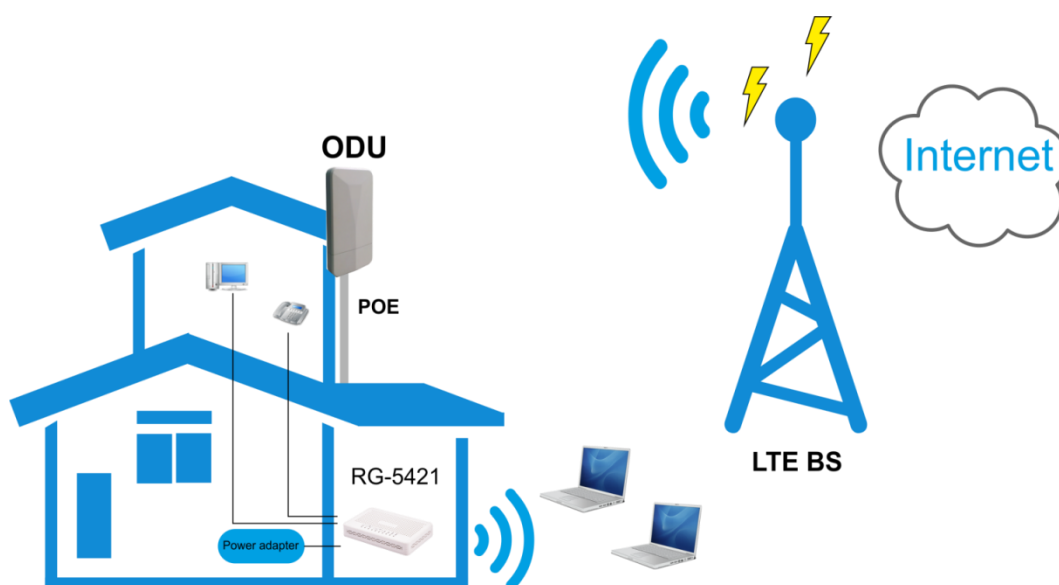 ODU
Internet
POE
LTE BS
RG-5421
Power adapter